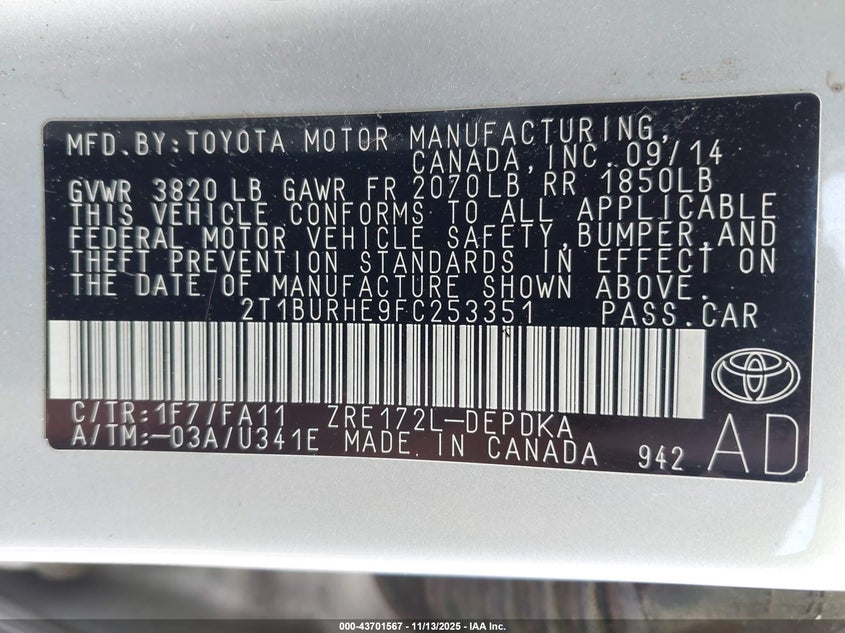 MFD.BY:TOYOTA MOTOR MANUFACTURING,
CANADA,INC.09/14
GVWR 3820 LB GAWR FR 2070LB RR 1850LB
THIS VEHICLE CONFORMS TO ALL APPLICABLE
FEDERAL MOTOR VEHICLE SAFETY,BUMPER,AND
THEFT PREVENTION STANDARDS IN EFFECT ON
THE DATE OF MANUFACTURE SHOWN ABOVE.
2T1BURHE9FC253351 PASS.CAR
C/TR:1F7/FA11 ZRE172L-DEPDKA
A/TM:-03A/U341E MADE IN CANADA 942 AD
000-43701567 - 11/13/2025 - IAA Inc.